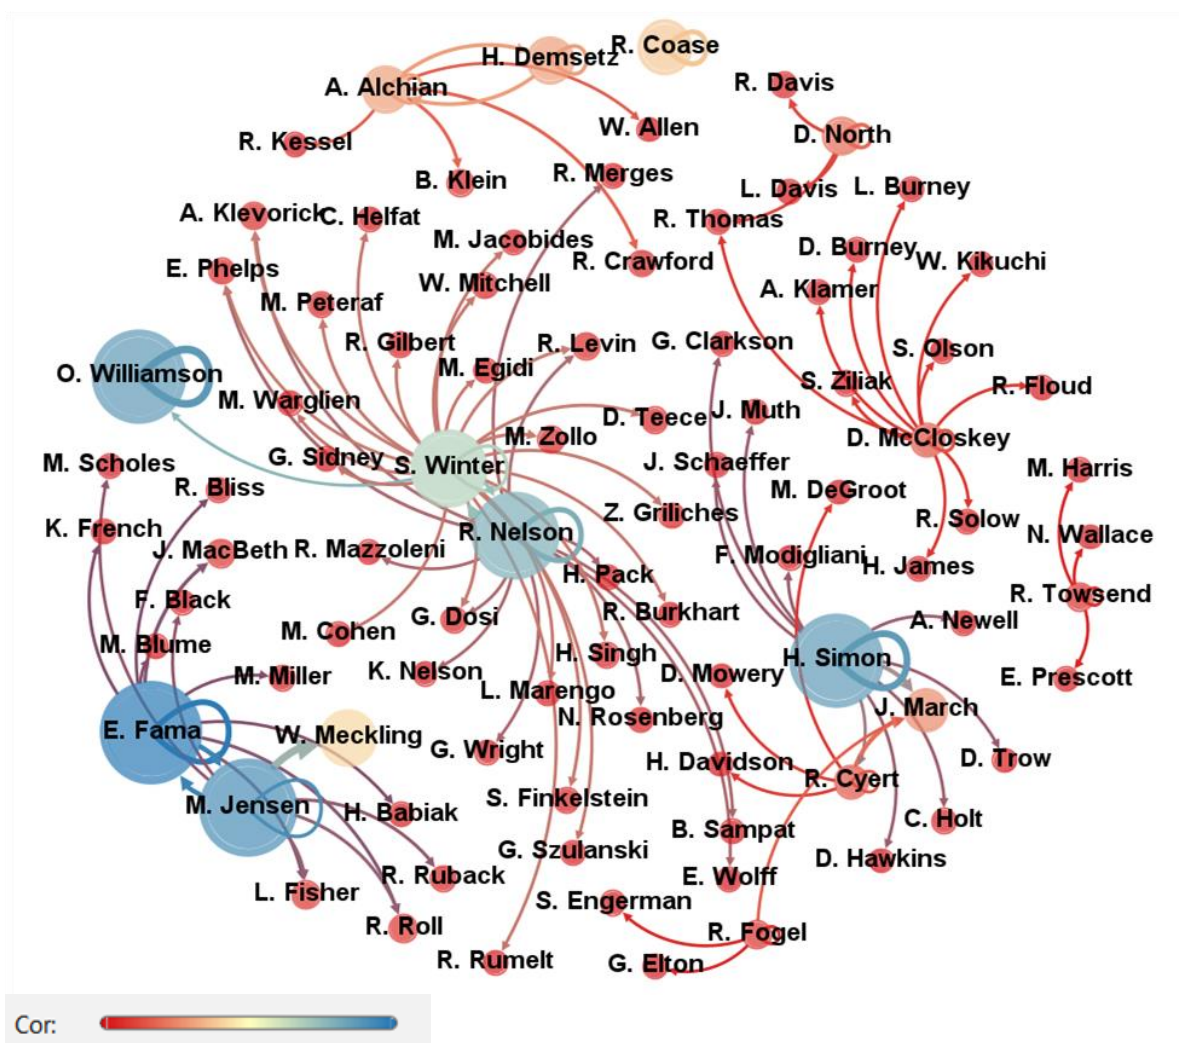 R. Coase
H. Demsetz
A. Alchian
R. Davis
W. Allen
D. North
R. Kessel
B. Klein
R. Merges
L. Davis
L. Burney
A. Klevorick
C. Helfat
R. Thomas
M. Jacobides
D. Burney
R. Crawford
W. Kikuchi
E. Phelps
W. Mitchell
A. Klamer
M. Peteraf
R. Gilbert
R. Levin
G. Clarkson
S. Olson
M. Egidi
O. Williamson
S. Ziliak
R. Floud
M. Warglien
J. Muth
D. Teece
M. Zollo
D. McCloskey
G. Sidney
S. Winter
M. Scholes
J. Schaeffer
M. Harris
R. Bliss
M. DeGroot
Z. Griliches
R. Solow
K. French
R. Nelson
N. Wallace
J. MacBeth
R. Mazzoleni
F. Modigliani
H. James
H. Pack
R. Towsend
F. Black
R. Burkhart
G. Dosi
A. Newell
M. Cohen
M. Blume
H. Singh
H. Simon
K. Nelson
D. Mowery
M. Miller
E. Prescott
L. Marengo
J. March
N. Rosenberg
E. Fama
W. Meckling
G. Wright
D. Trow
H. Davidson
R. Cyert
S. Finkelstein
M. Jensen
H. Babiak
C. Holt
B. Sampat
G. Szulanski
D. Hawkins
R. Ruback
E. Wolff
L. Fisher
S. Engerman
R. Roll
R. Fogel
R. Rumelt
G. Elton
Cor: